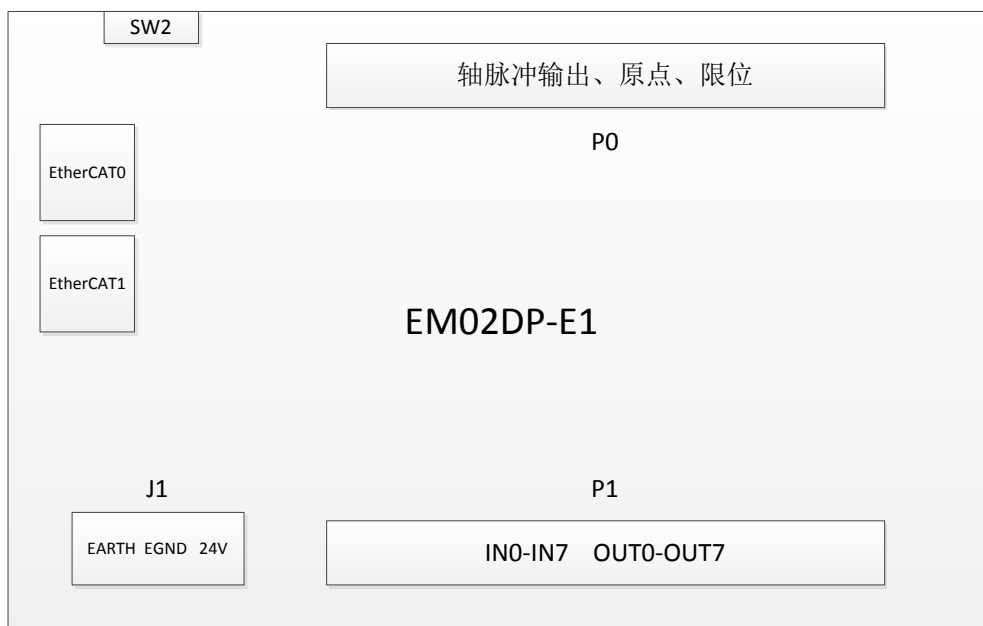 SW2
轴脉冲输出、原点、限位
P0
EtherCAT0
EtherCAT1
EM02DP-E1
J1
P1
EARTH EGND 24V
IN0-IN7 OUT0-OUT7